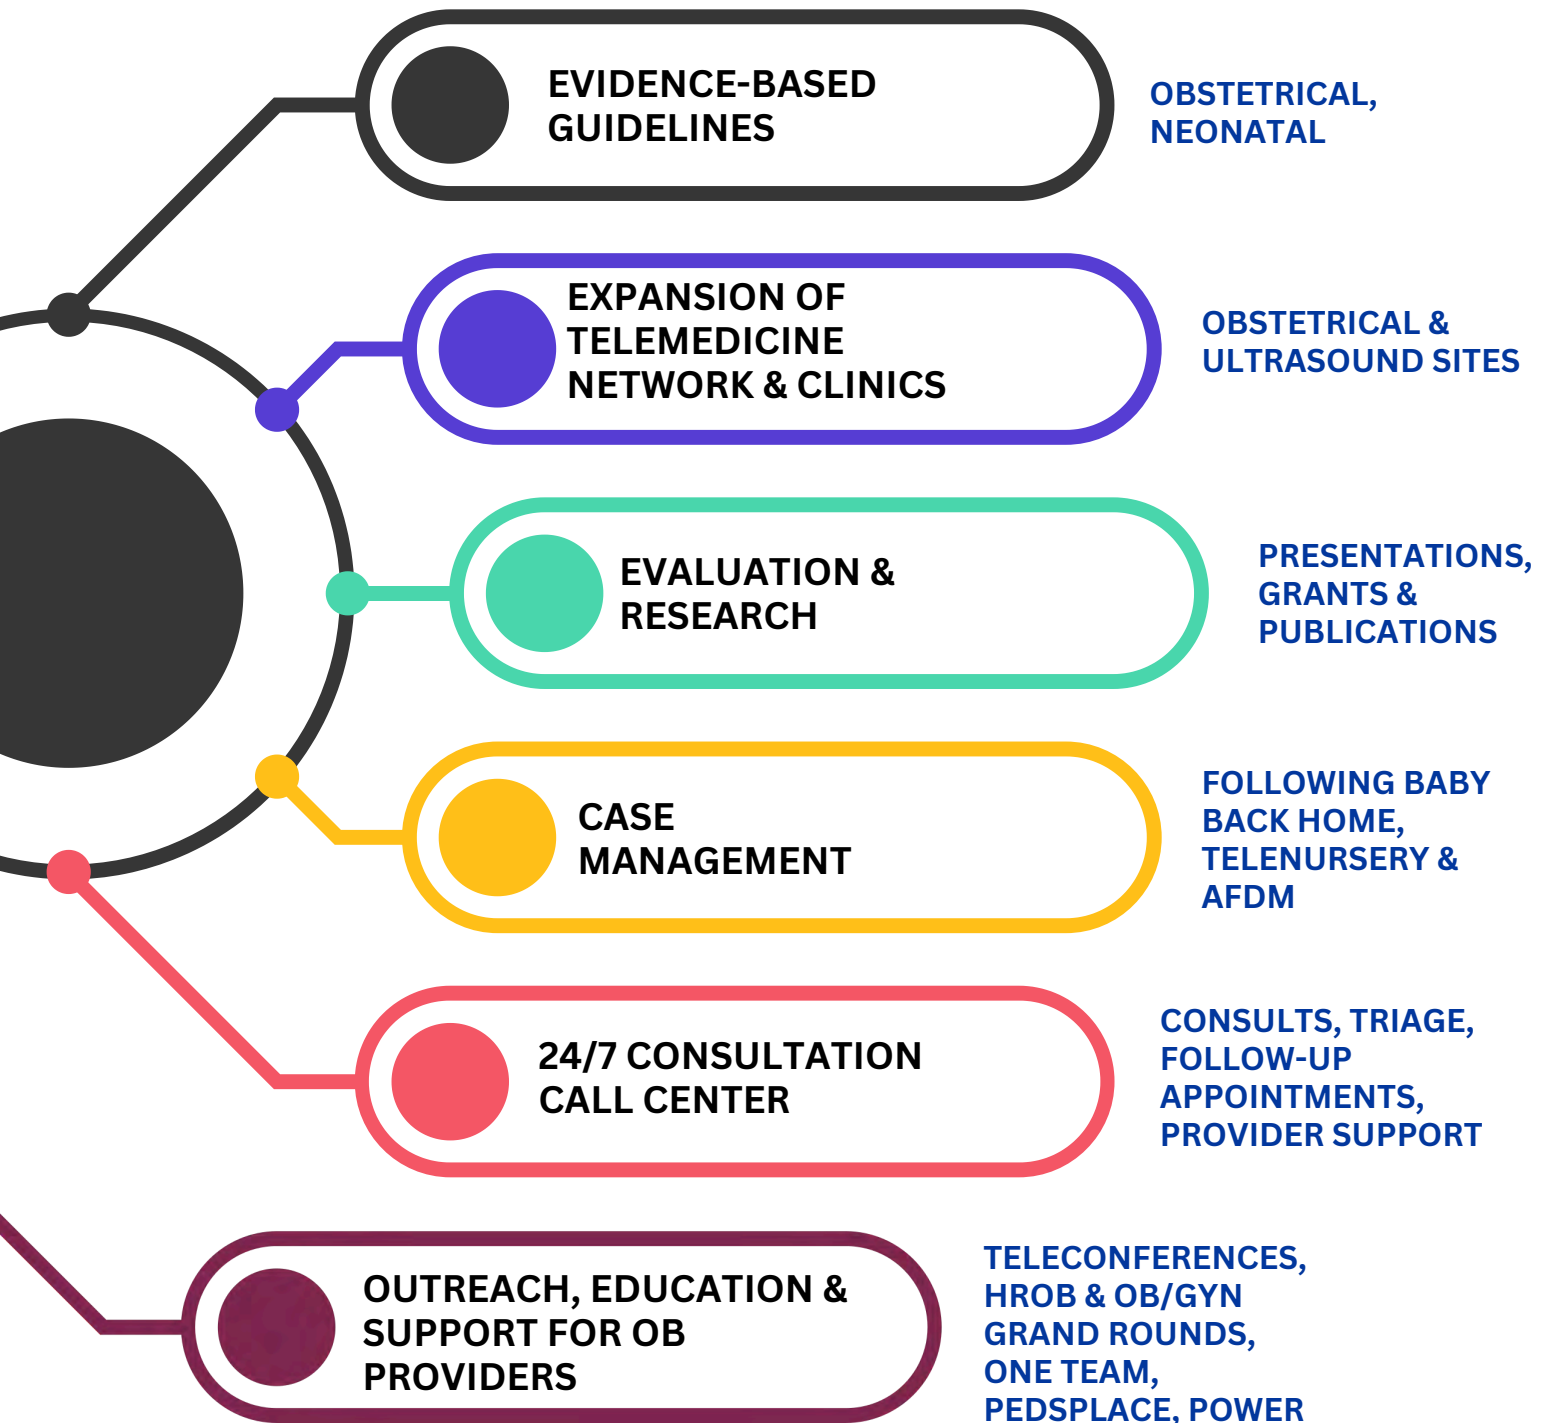 EVIDENCE-BASED
GUIDELINES
OBSTETRICAL,
NEONATAL
EXPANSION OF
TELEMEDICINE
NETWORK & CLINICS
OBSTETRICAL &
ULTRASOUND SITES
EVALUATION &
RESEARCH
PRESENTATIONS,
GRANTS &
PUBLICATIONS
CASE
MANAGEMENT
FOLLOWING BABY
BACK HOME,
TELENURSERY &
AFDM
24/7 CONSULTATION
CALL CENTER
CONSULTS, TRIAGE,
FOLLOW-UP
APPOINTMENTS,
PROVIDER SUPPORT
OUTREACH, EDUCATION &
SUPPORT FOR OB
PROVIDERS
TELECONFERENCES,
HROB & OB/GYN
GRAND ROUNDS,
ONE TEAM,
PEDSPLACE, POWER